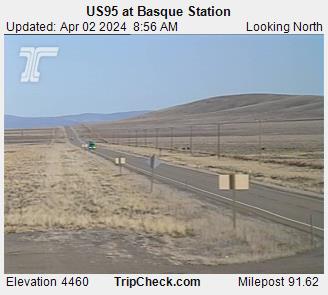 US95 at Basque Station
Updated: Apr 02 2024 8:56 AM Looking North
Elevation 4460 TripCheck.com Milepost 91.62